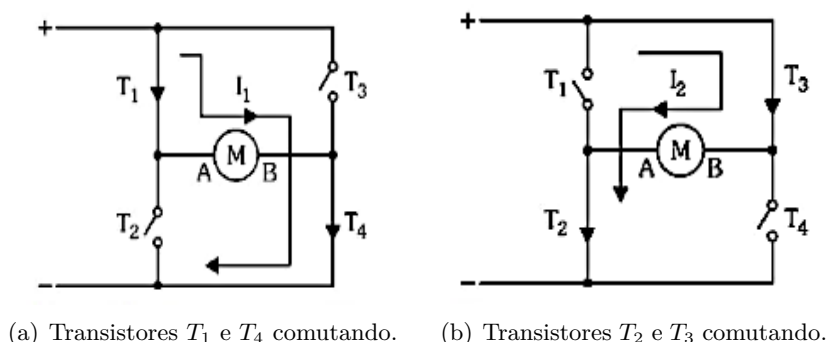 +
T₁
I₁
T₃
A
M
B
T₂
T₄
−
+
T₁
I₂
T₃
A
M
B
T₂
T₄
−
(a) Transistores T₁ e T₄ comutando.
(b) Transistores T₂ e T₃ comutando.